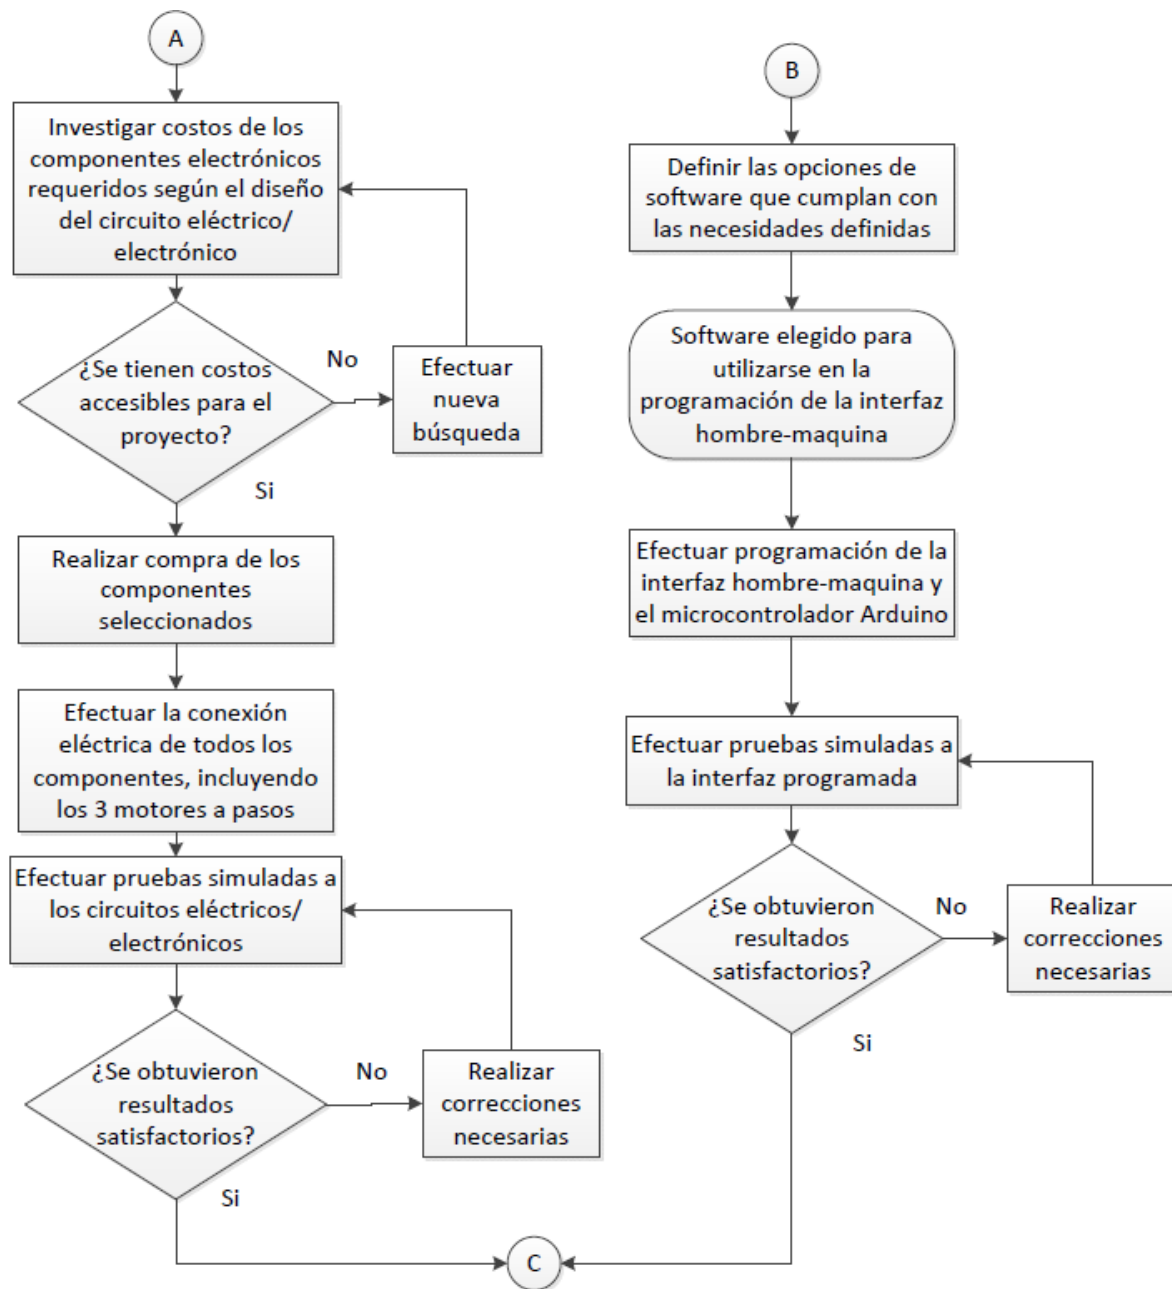 A
Investigar costos de los
componentes electrónicos
requeridos según el diseño
del circuito eléctrico/
electrónico
¿Se tienen costos
accesibles para el
proyecto?
No
Efectuar
nueva
búsqueda
Si
Realizar compra de los
componentes
seleccionados
Efectuar la conexión
eléctrica de todos los
componentes, incluyendo
los 3 motores a pasos
Efectuar pruebas simuladas a
los circuitos eléctricos/
electrónicos
¿Se obtuvieron
resultados
satisfactorios?
No
Realizar
correcciones
necesarias
Si
B
Definir las opciones de
software que cumplan con
las necesidades definidas
Software elegido para
utilizarse en la
programación de la interfaz
hombre-maquina
Efectuar programación de la
interfaz hombre-maquina y
el microcontrolador Arduino
Efectuar pruebas simuladas a
la interfaz programada
¿Se obtuvieron
resultados
satisfactorios?
No
Realizar
correcciones
necesarias
Si
C